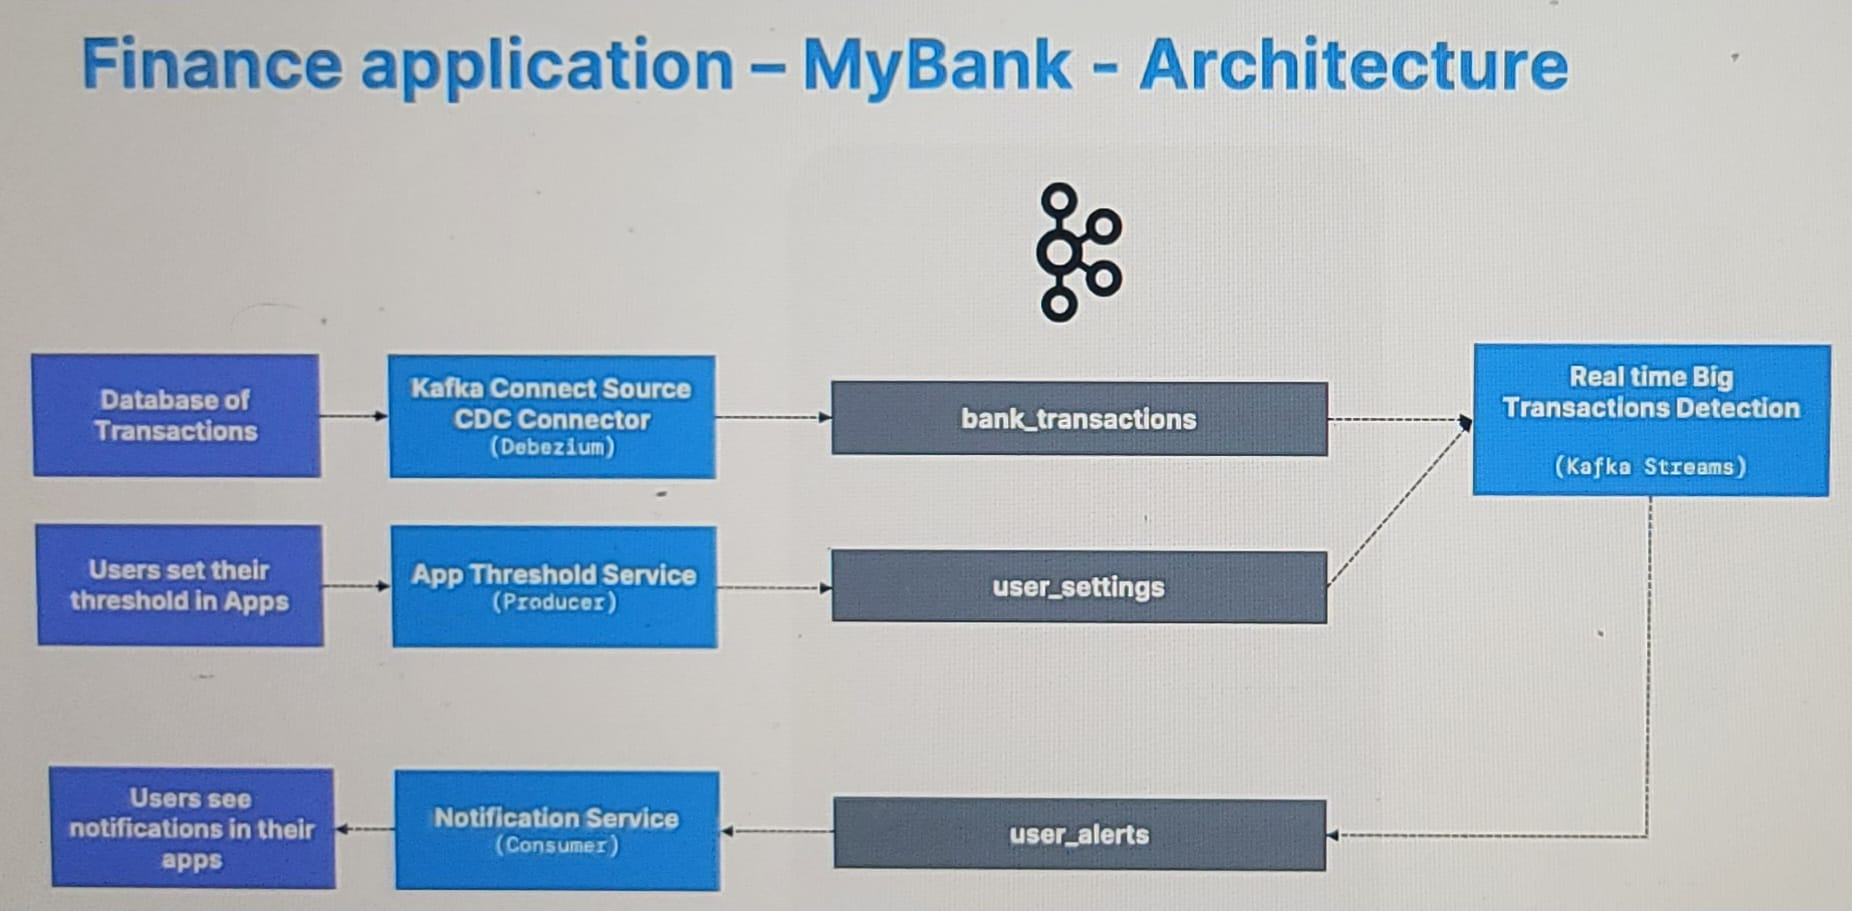 Finance application – MyBank - Architecture
Database of
Transactions
Kafka Connect Source
CDC Connector
(Debezium)
bank_transactions
Real time Big
Transactions Detection
(Kafka Streams)
Users set their
threshold in Apps
App Threshold Service
(Producer)
user_settings
Users see
notifications in their
apps
Notification Service
(Consumer)
user_alerts